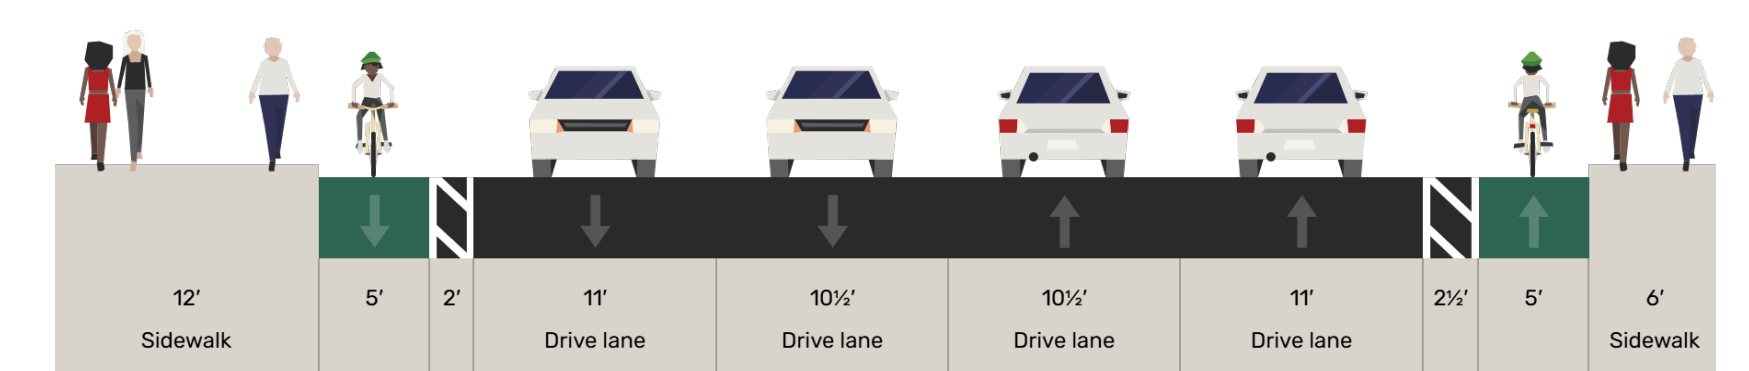 12′ 5′ 2′ 11′ 10½′ 10½′ 11′ 2½′ 5′ 6′
Sidewalk Drive lane Drive lane Drive lane Drive lane Sidewalk